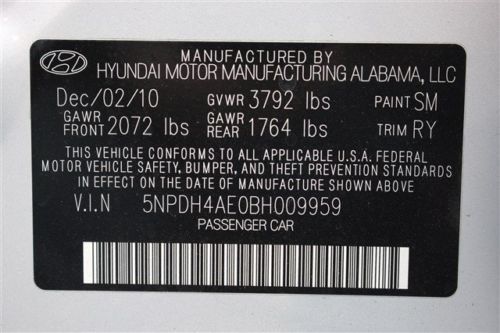 MANUFACTURED BY
HYUNDAI MOTOR MANUFACTURING ALABAMA, LLC
Dec/02/10 GVWR 3792 lbs PAINT SM
GAWR FRONT 2072 lbs GAWR REAR 1764 lbs TRIM RY
THIS VEHICLE CONFORMS TO ALL APPLICABLE U.S.A. FEDERAL
MOTOR VEHICLE SAFETY, BUMPER, AND THEFT PREVENTION STANDARDS
IN EFFECT ON THE DATE OF MANUFACTURE SHOWN ABOVE
V.I.N 5NPDH4AE0BH009959
PASSENGER CAR